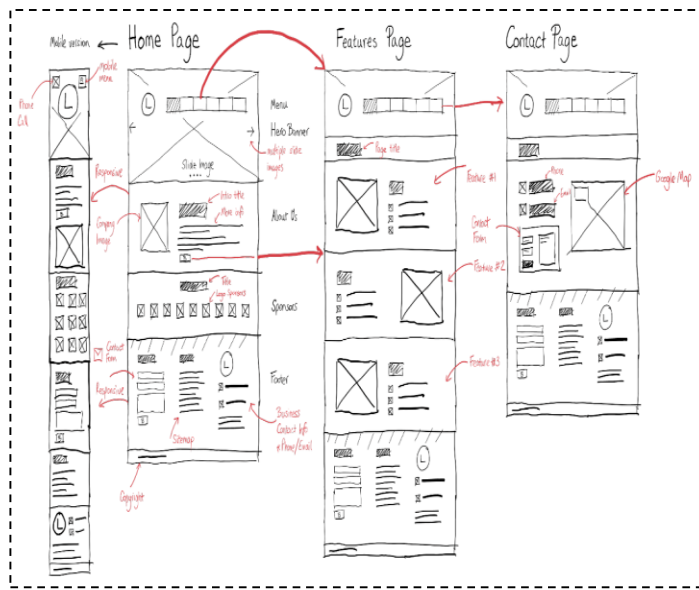 Mobile version
Home Page
Features Page
Contact Page
Mobile
menu
Phone
Call
L
L
L
L
Menu
Hero Banner
multiple slide
images
Slide Image
Page title
Responsive
Company
Image
Intro title
More info
About Us
Feature #1
Phone
Email
Google Map
Contact
Form
Title
Logo Sponsors
Sponsors
Feature #2
Contact
Form
Responsive
L
Footer
Sitemap
Business
Contact Info
+ Phone/Email
Copyright
Feature #3
L
L
L